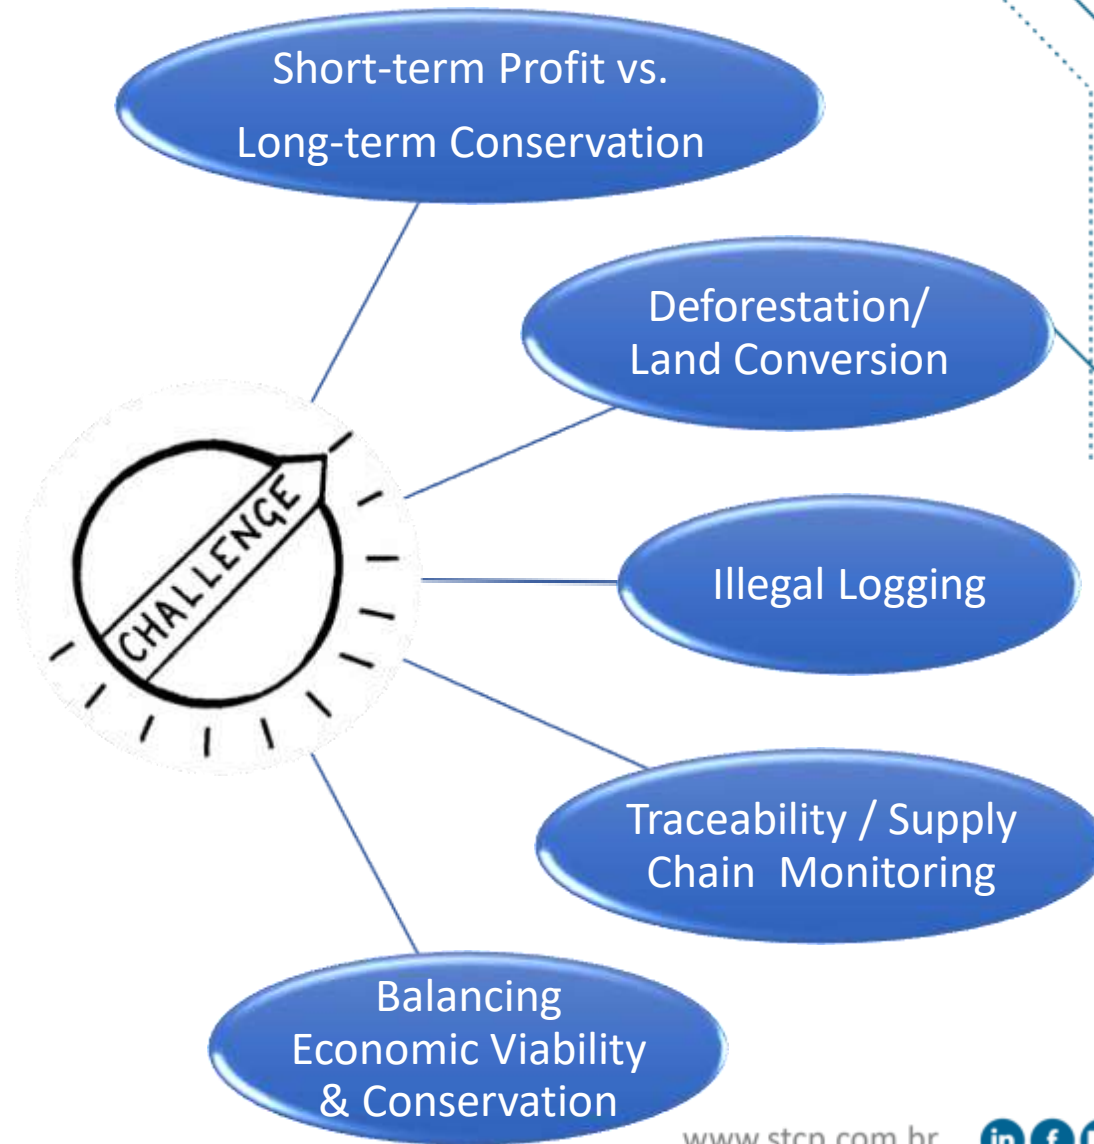 Short-term Profit vs.
Long-term Conservation
Deforestation/
Land Conversion
CHALLENGE
Illegal Logging
Traceability / Supply
Chain  Monitoring
Balancing
Economic Viability
& Conservation
www.stcp.com.br
in f